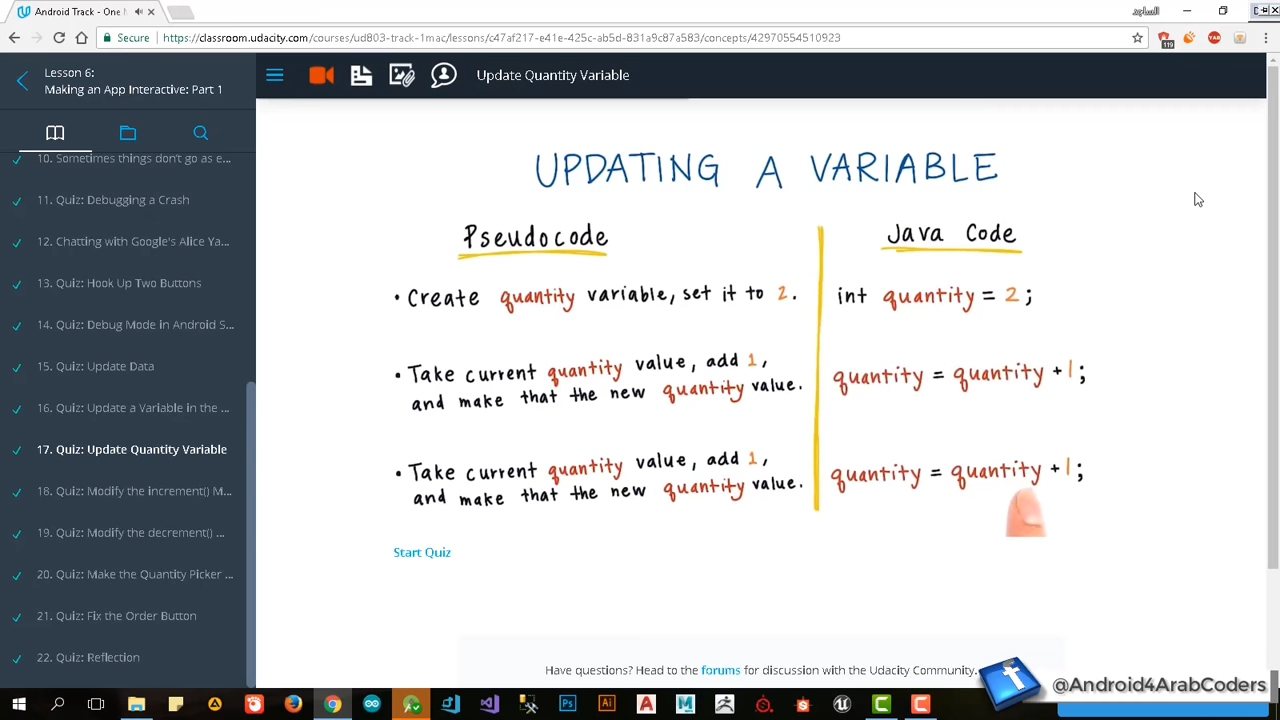 Android Track - One M
الساجد
Secure
https://classroom.udacity.com/courses/ud803-track-1mac/lessons/c47af217-e41e-425c-ab5d-831a9c87a583/concepts/42970554510923
119
YAB
Lesson 6:
Making an App Interactive: Part 1
Update Quantity Variable
10. Sometimes things don't go as e...
11. Quiz: Debugging a Crash
12. Chatting with Google's Alice Ya...
13. Quiz: Hook Up Two Buttons
14. Quiz: Debug Mode in Android S...
15. Quiz: Update Data
16. Quiz: Update a Variable in the ...
17. Quiz: Update Quantity Variable
18. Quiz: Modify the increment() M...
19. Quiz: Modify the decrement() ...
20. Quiz: Make the Quantity Picker ...
21. Quiz: Fix the Order Button
22. Quiz: Reflection
UPDATING A VARIABLE
Pseudocode
Java Code
• Create quantity variable, set it to 2.
int quantity = 2;
• Take current quantity value, add 1,
and make that the new quantity value.
quantity = quantity + 1;
• Take current quantity value, add 1,
and make that the new quantity value.
quantity = quantity + 1;
Start Quiz
Have questions? Head to the forums for discussion with the Udacity Community.
@Android4ArabCoders